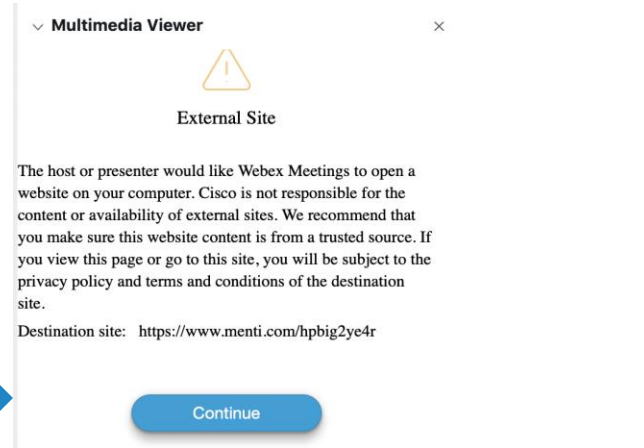 Multimedia Viewer
External Site
The host or presenter would like Webex Meetings to open a
website on your computer. Cisco is not responsible for the
content or availability of external sites. We recommend that
you make sure this website content is from a trusted source. If
you view this page or go to this site, you will be subject to the
privacy policy and terms and conditions of the destination
site.
Destination site: https://www.menti.com/hpbig2ye4r
Continue